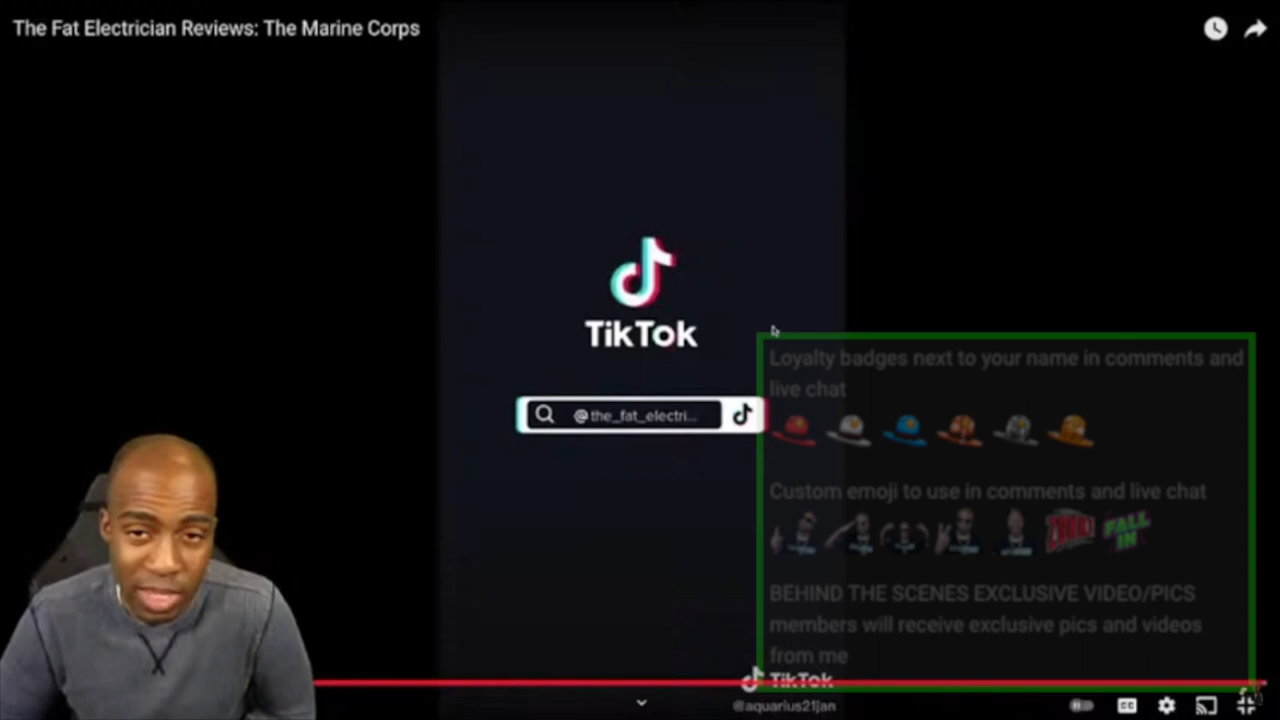 The Fat Electrician Reviews: The Marine Corps
TikTok
@the_fat_electri...
Loyalty badges next to your name in comments and
live chat
Custom emoji to use in comments and live chat
ZONK!
FALL
IN
BEHIND THE SCENES EXCLUSIVE VIDEO/PICS
members will receive exclusive pics and videos
from me
TikTok
@aquarius21jan
CC